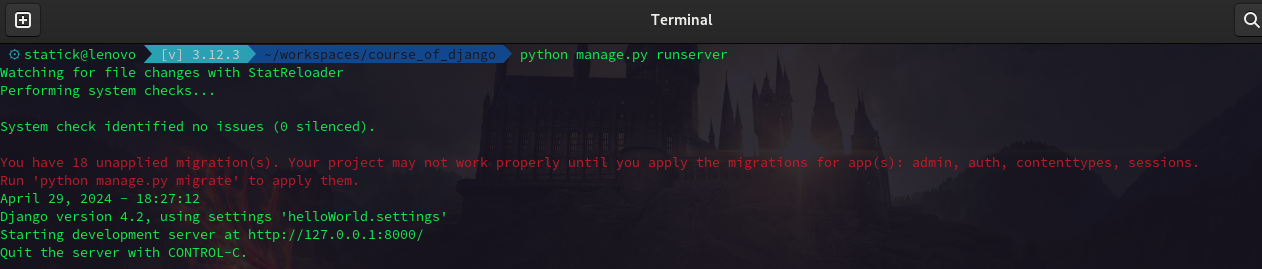 Terminal
statick@lenovo [v] 3.12.3 ~/workspaces/course_of_django python manage.py runserver
Watching for file changes with StatReloader
Performing system checks...
System check identified no issues (0 silenced).
You have 18 unapplied migration(s). Your project may not work properly until you apply the migrations for app(s): admin, auth, contenttypes, sessions.
Run 'python manage.py migrate' to apply them.
April 29, 2024 - 18:27:12
Django version 4.2, using settings 'helloWorld.settings'
Starting development server at http://127.0.0.1:8000/
Quit the server with CONTROL-C.